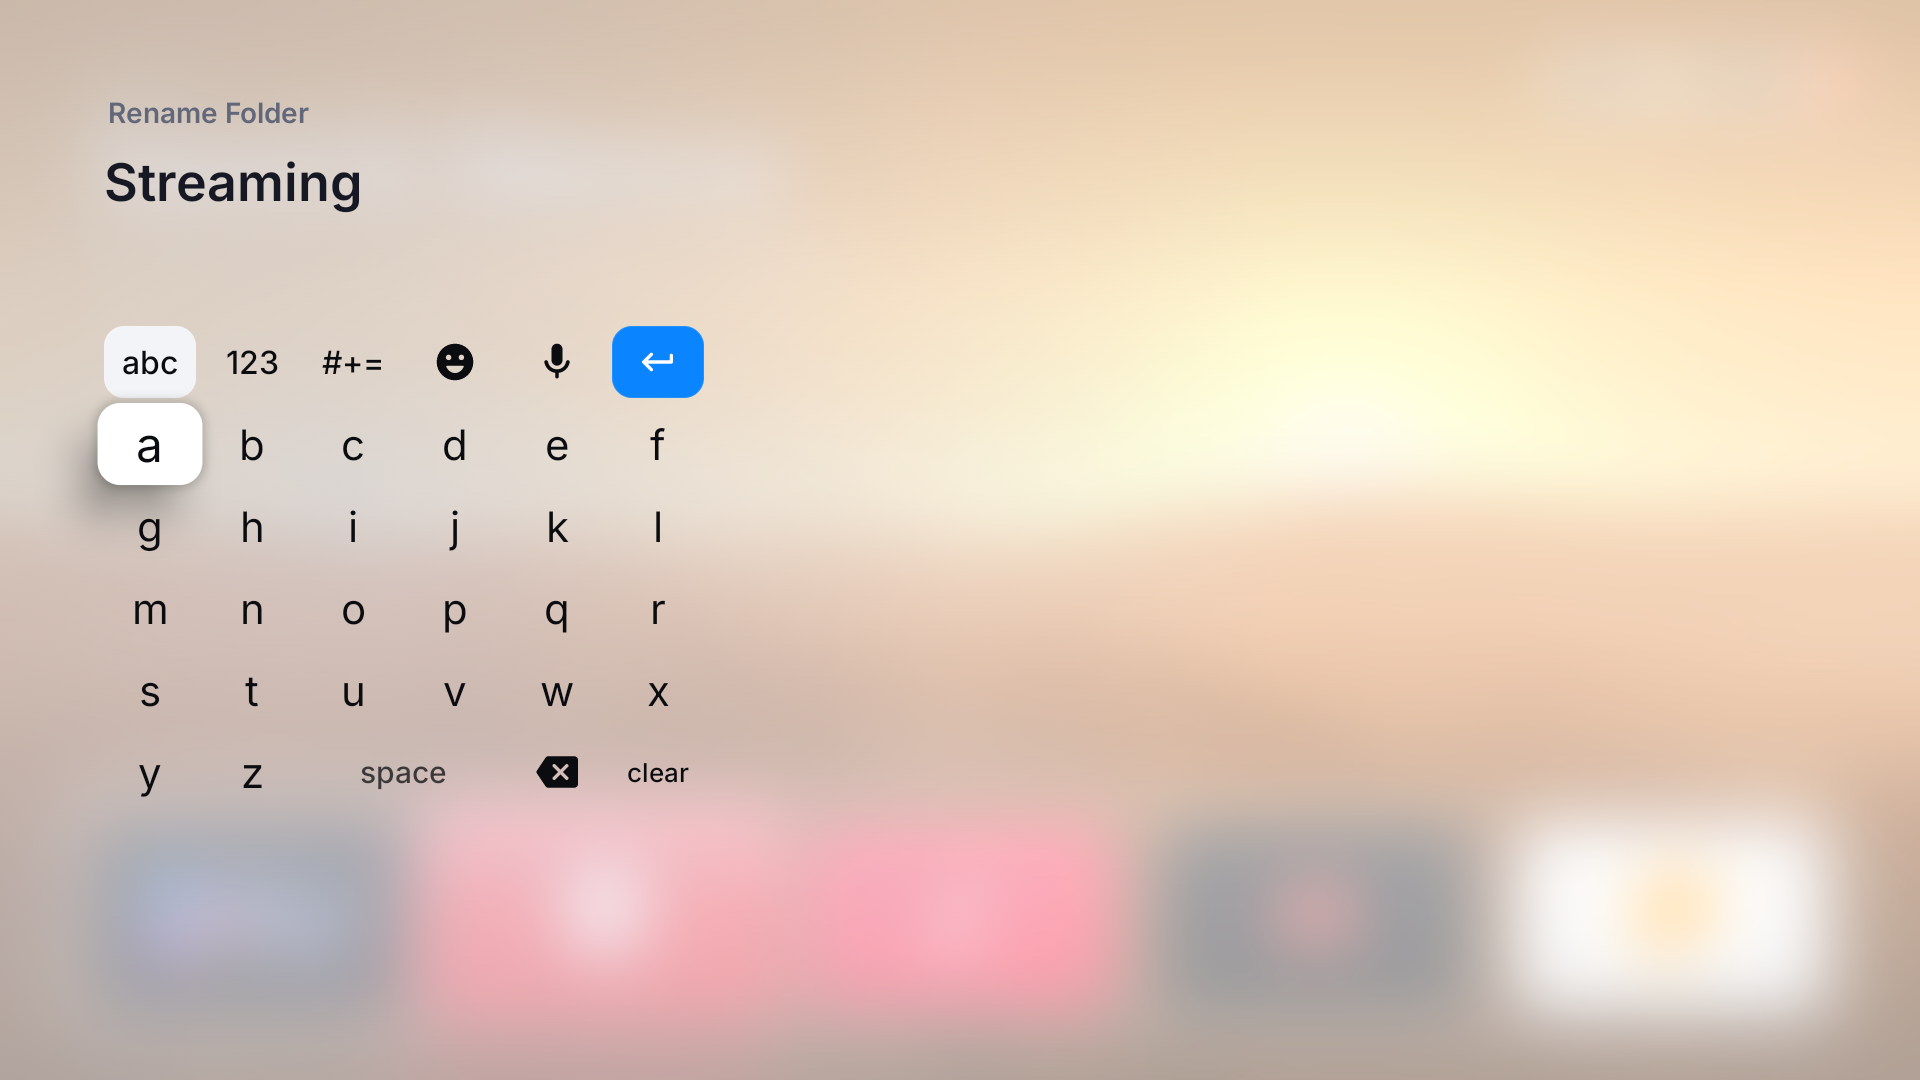 Rename Folder
Streaming
abc 123 #+=
a b c d e f
g h i j k l
m n o p q r
s t u v w x
y z space clear